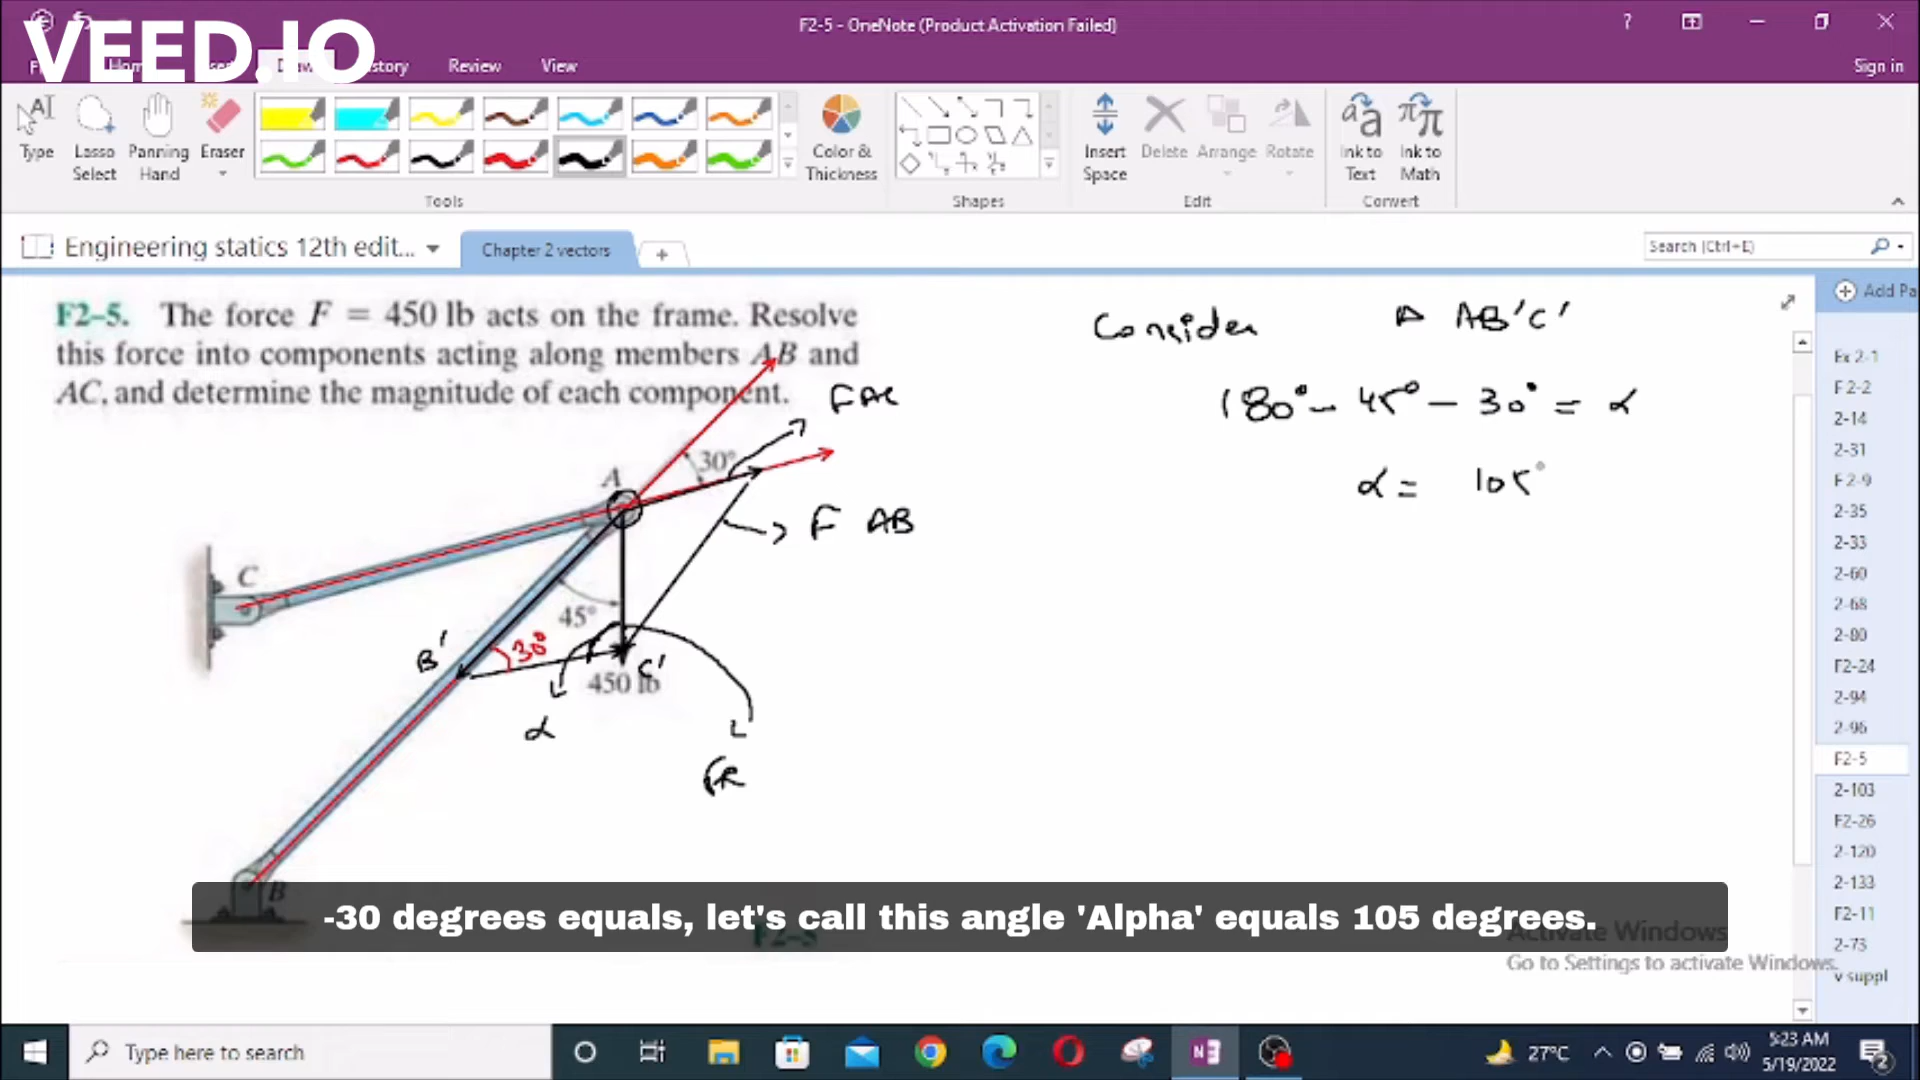 F2-5 - OneNote (Product Activation Failed)
VEED.IO
Review
View
Sign in
Type
Lasso
Select
Panning
Hand
Eraser
Color &
Thickness
Insert
Space
Delete
Arrange
Rotate
Ink to
Text
Ink to
Math
Tools
Shapes
Edit
Convert
Engineering statics 12th edit...
Chapter 2 vectors
Search (Ctrl+E)
F2–5. The force F = 450 lb acts on the frame. Resolve
this force into components acting along members AB and
AC, and determine the magnitude of each component.
Consider Δ AB'C'
180° - 45° - 30° = α
α = 105°
FAC
30°
A
F AB
C
45°
B'
30°
C'
450 lb
α
FR
B
F2–5
-30 degrees equals, let's call this angle 'Alpha' equals 105 degrees.
Activate Windows
Go to Settings to activate Windows.
Add Pa
Ex 2-1
F 2-2
2-14
2-31
F 2-9
2-35
2-33
2-60
2-68
2-80
F2-24
2-94
2-96
F2-5
2-103
F2-26
2-120
2-133
F2-11
2-73
v suppl
Type here to search
27°C
5:23 AM
5/19/2022
2